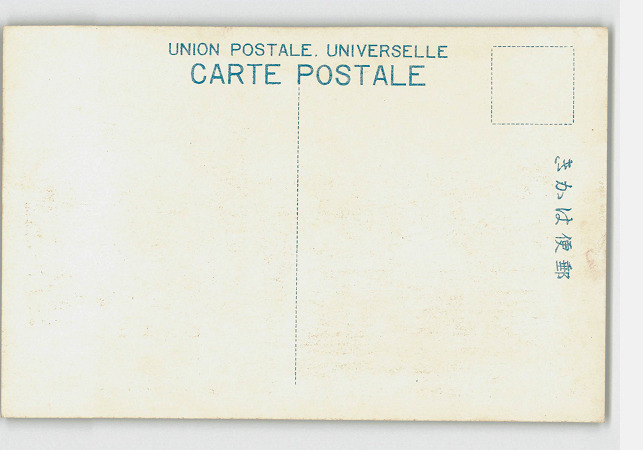 UNION POSTALE. UNIVERSELLE
CARTE POSTALE
郵便はかき